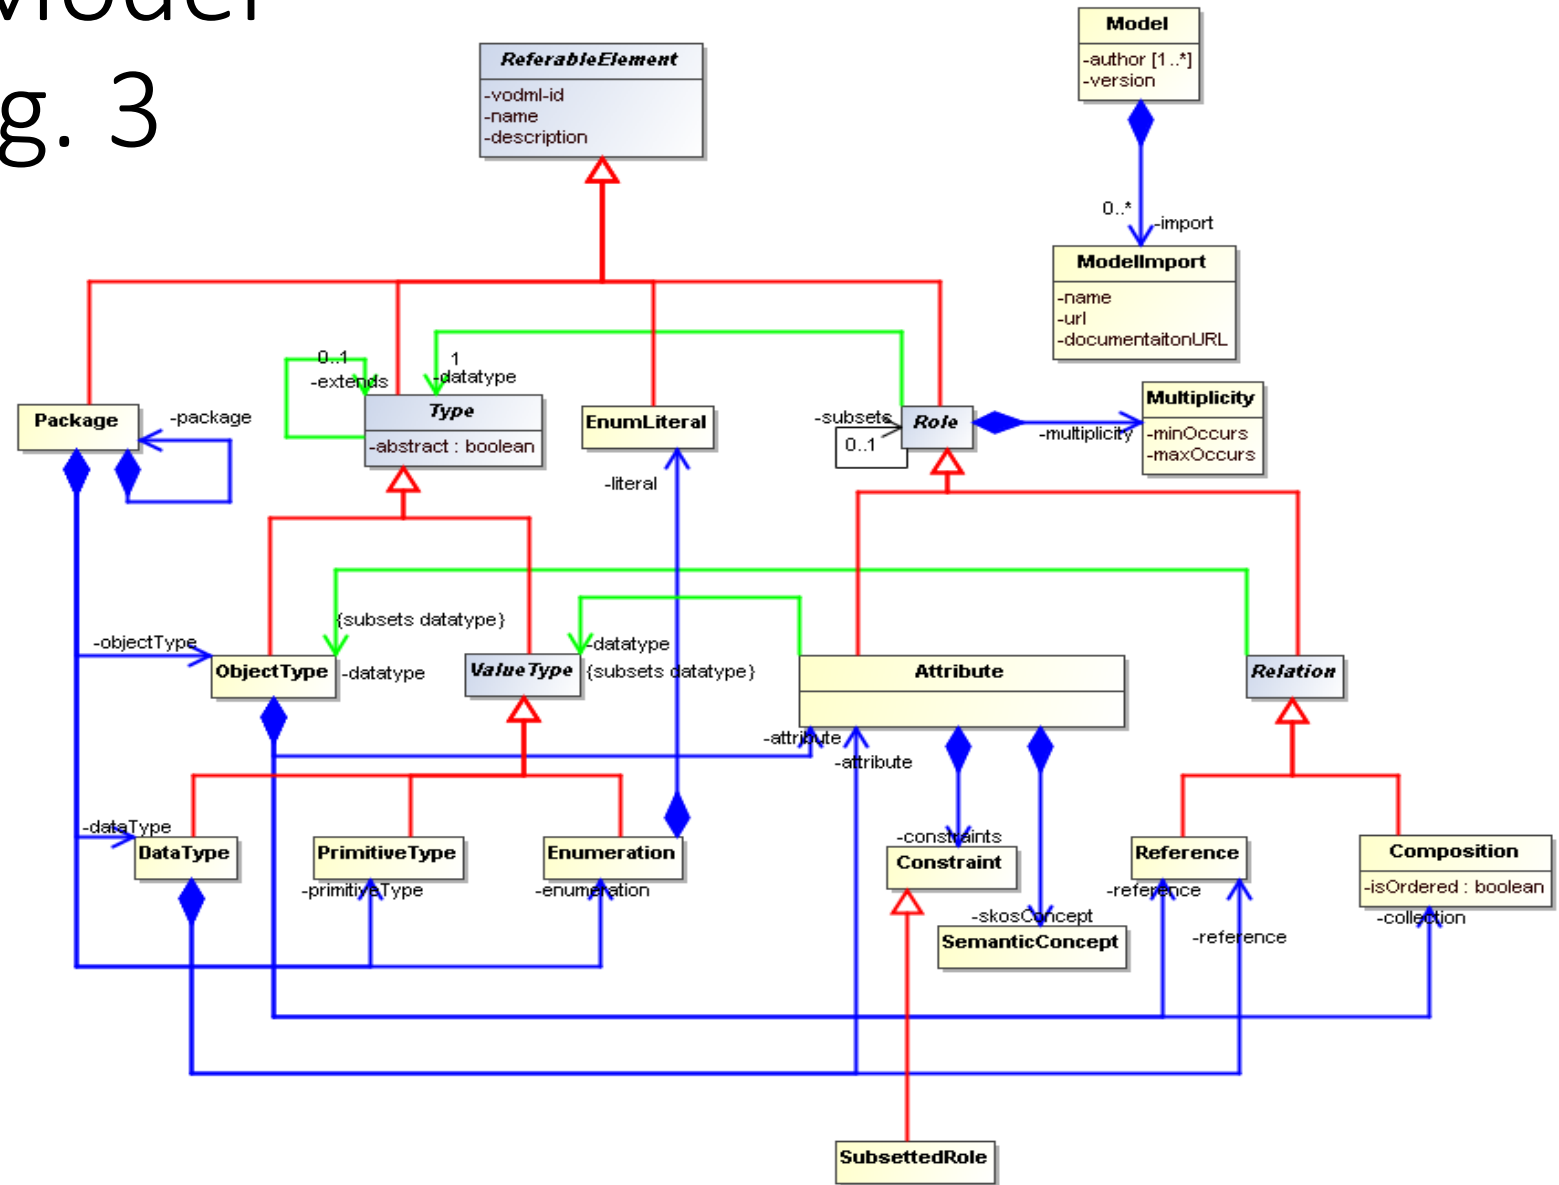 Model
g. 3
ReferableElement
-vodml-id
-name
-description
Model
-author [1..*]
-version
0..*
-import
ModelImport
-name
-url
-documentaitonURL
0..1
-extends
1
-datatype
Package
-package
Type
-abstract : boolean
EnumLiteral
-literal
-subsets
0..1
Role
-multiplicity
Multiplicity
-minOccurs
-maxOccurs
{subsets datatype}
-objectType
ObjectType
-datatype
ValueType
-datatype
{subsets datatype}
Attribute
Relation
-attribute
-attribute
-dataType
DataType
PrimitiveType
-primitiveType
Enumeration
-enumeration
-constraints
Constraint
-skosConcept
SemanticConcept
Reference
-reference
-reference
Composition
-isOrdered : boolean
-collection
SubsettedRole